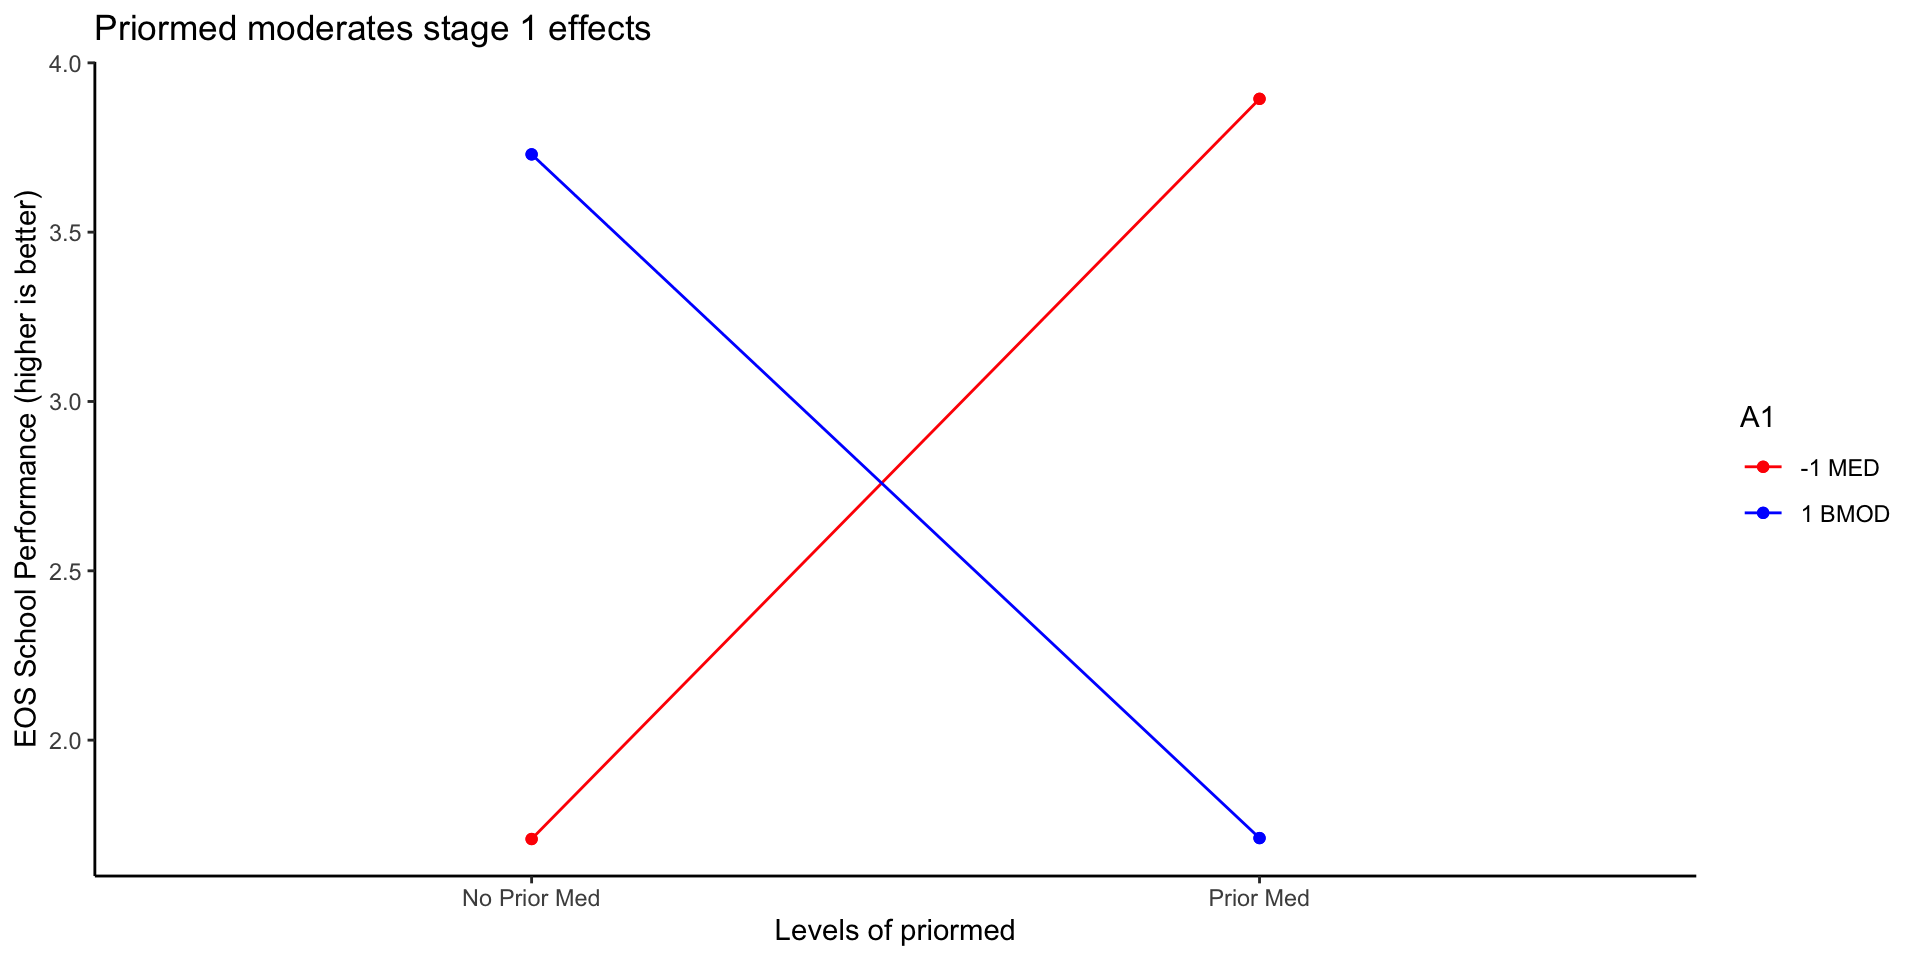 Priormed moderates stage 1 effects
EOS School Performance (higher is better)
4.0
3.5
3.0
2.5
2.0
No Prior Med
Prior Med
Levels of priormed
A1
-1 MED
1 BMOD